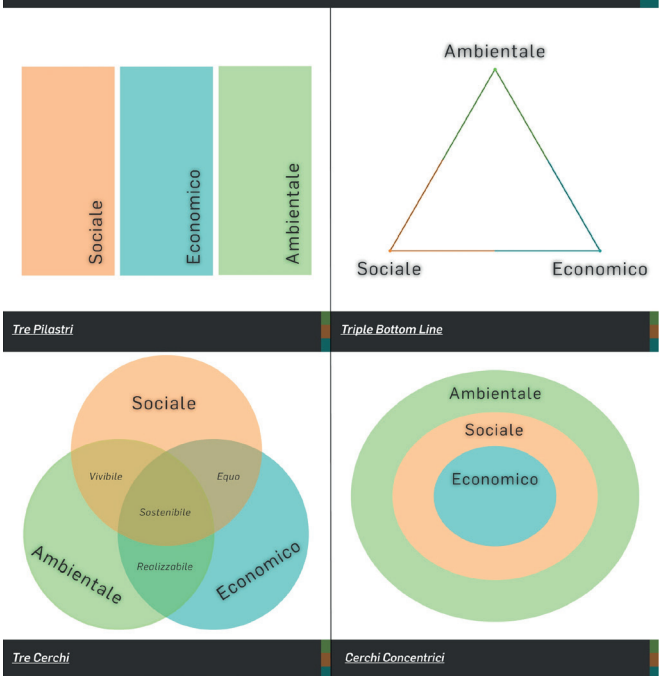 Sociale
Economico
Ambientale
Tre Pilastri
Ambientale
Sociale
Economico
Triple Bottom Line
Sociale
Vivibile
Equo
Sostenibile
Ambientale
Realizzabile
Economico
Tre Cerchi
Ambientale
Sociale
Economico
Cerchi Concentrici